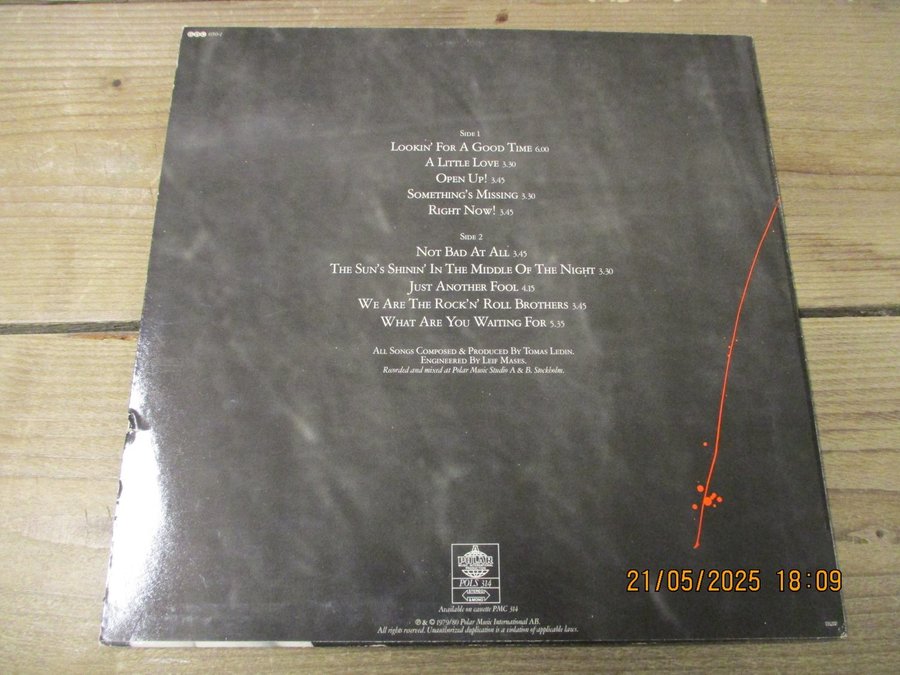 SIDE 1
LOOKIN' FOR A GOOD TIME 6.00
A LITTLE LOVE 3.30
OPEN UP! 3.45
SOMETHING'S MISSING 3.30
RIGHT NOW! 3.45
SIDE 2
NOT BAD AT ALL 3.45
THE SUN'S SHININ' IN THE MIDDLE OF THE NIGHT 3.30
JUST ANOTHER FOOL 4.15
WE ARE THE ROCK'N' ROLL BROTHERS 3.45
WHAT ARE YOU WAITING FOR 5.35
ALL SONGS COMPOSED & PRODUCED BY TOMAS LEDIN.
ENGINEERED BY LEIF MASES.
Recorded and mixed at Polar Music Studio A & B. Stockholm.
POLAR
POLS 314
STEREO
Available on cassette PMC 314
℗ & © 1979/80 Polar Music International AB.
All rights reserved. Unauthorized duplication is a violation of applicable laws.
21/05/2025 18:09